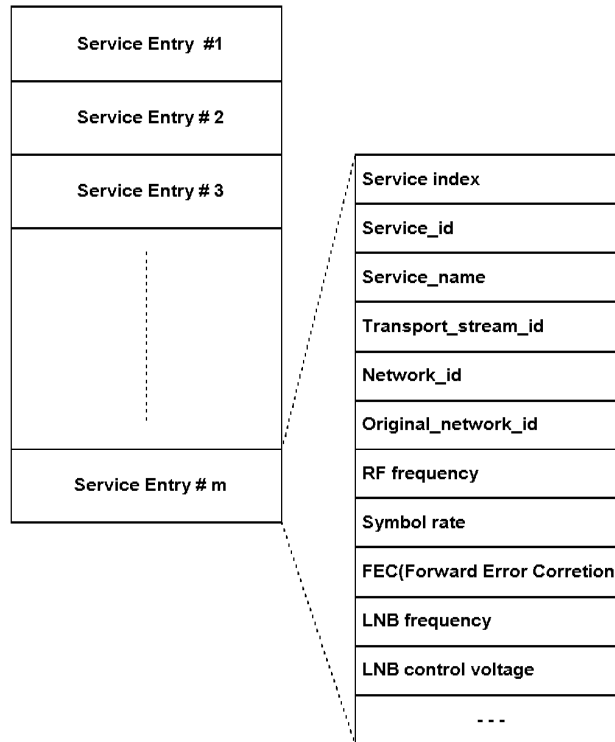 Service Entry #1
Service Entry # 2
Service Entry # 3
Service Entry # m
Service index
Service_id
Service_name
Transport_stream_id
Network_id
Original_network_id
RF frequency
Symbol rate
FEC(Forward Error Corretion
LNB frequency
LNB control voltage
- - -